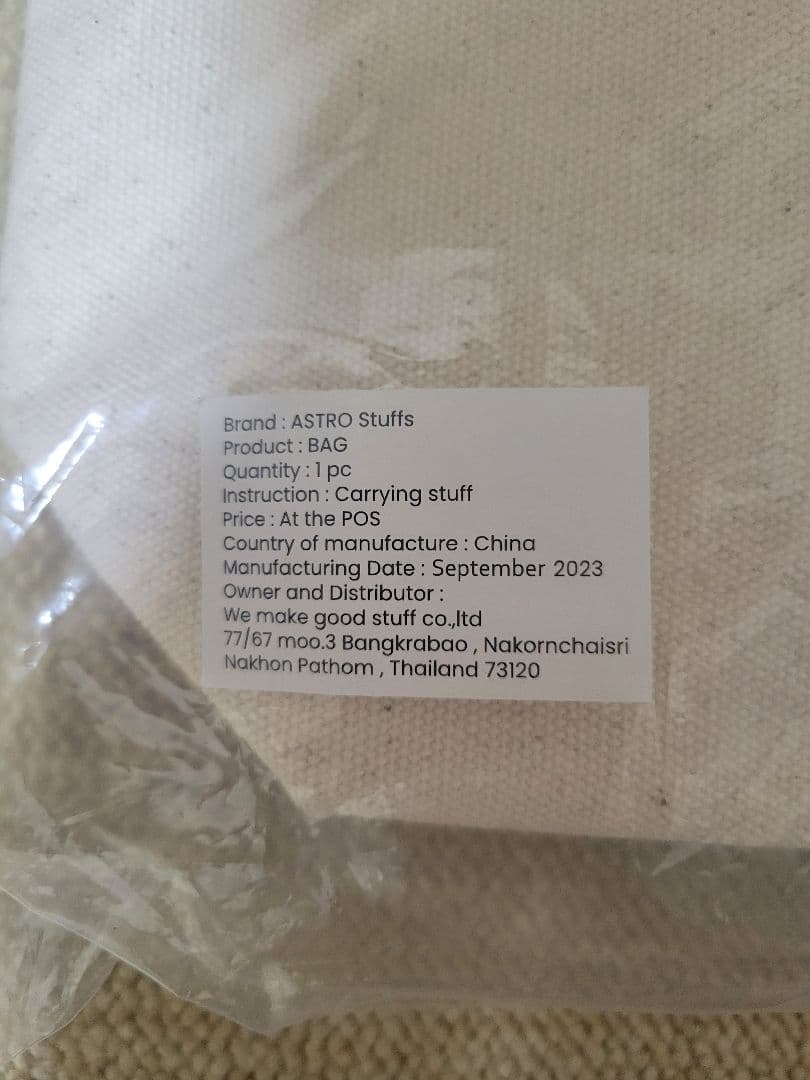 Brand : ASTRO Stuffs
Product : BAG
Quantity : 1 pc
Instruction : Carrying stuff
Price : At the POS
Country of manufacture : China
Manufacturing Date : September 2023
Owner and Distributor :
We make good stuff co.,ltd
77/67 moo.3 Bangkrabao , Nakornchaisri
Nakhon Pathom , Thailand 73120